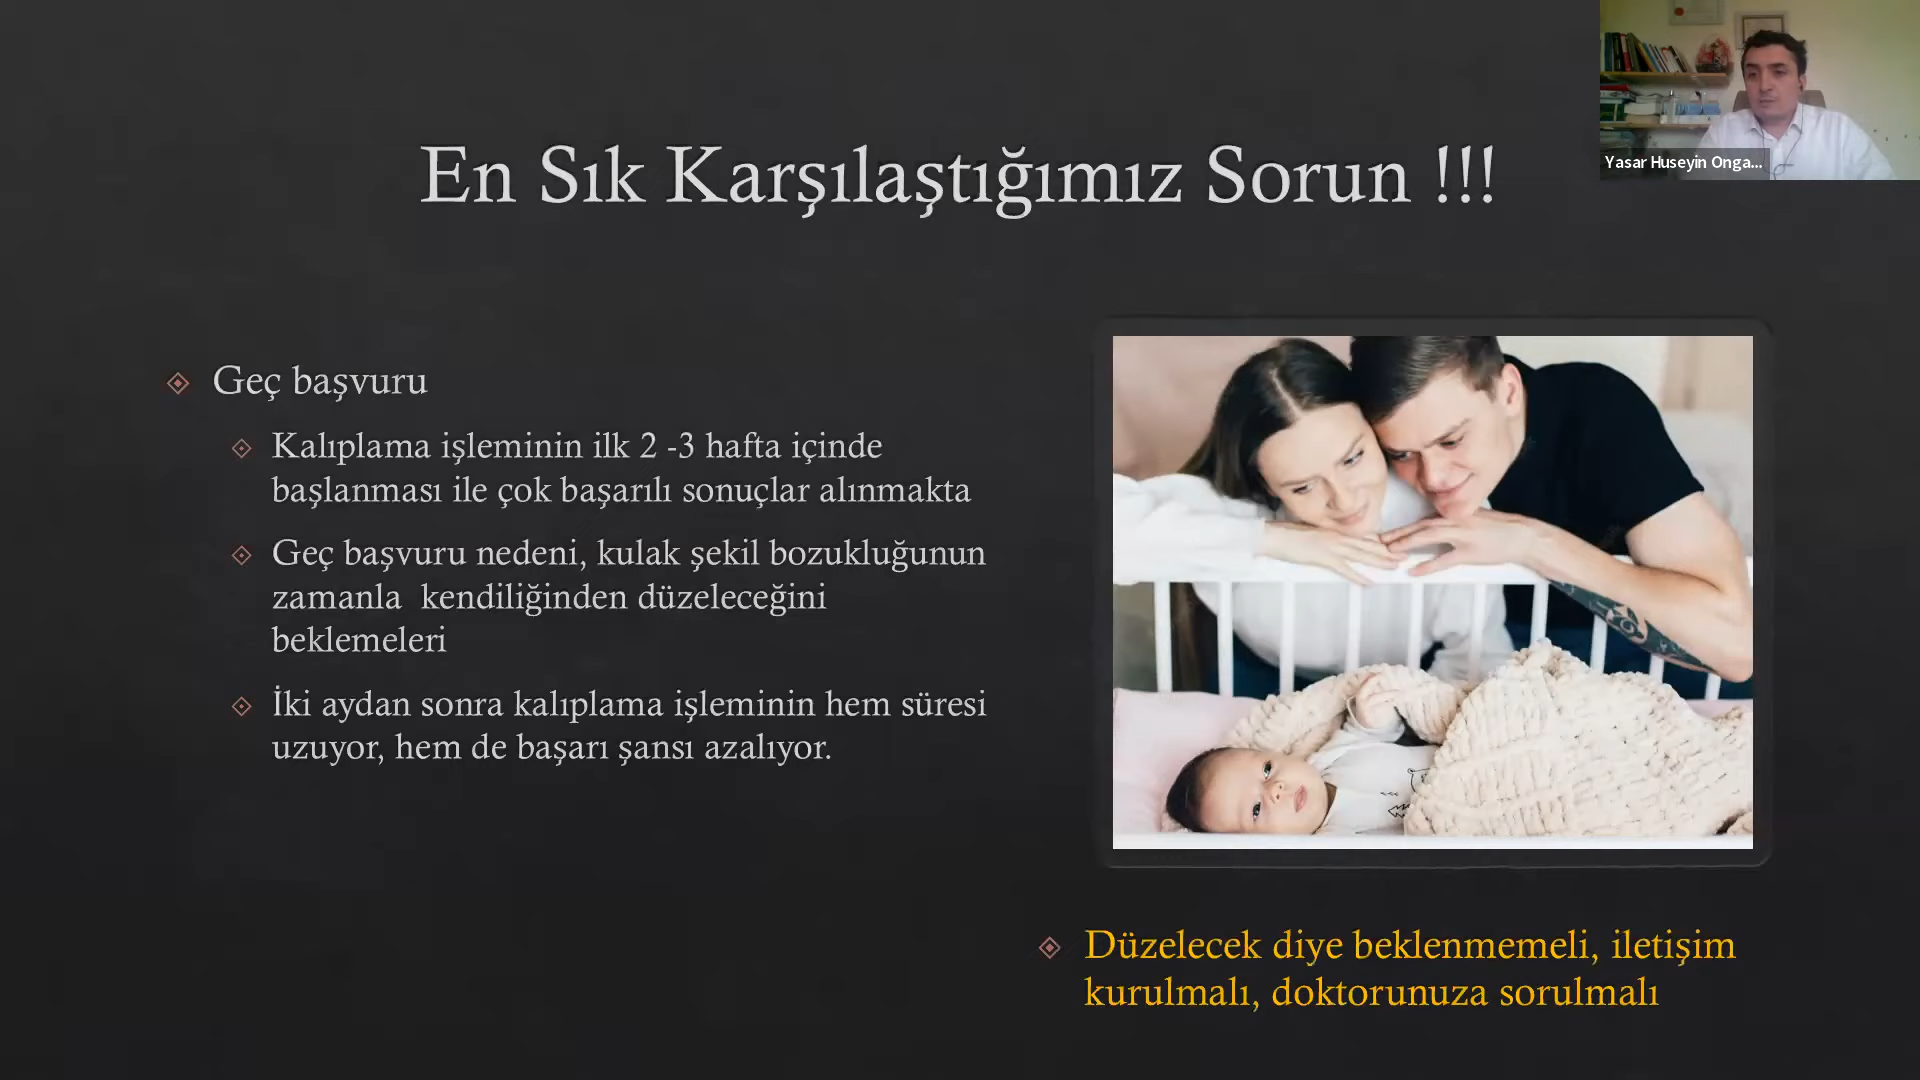 En Sık Karşılaştığımız Sorun !!!
Yasar Huseyin Onga...
Geç başvuru
Kalıplama işleminin ilk 2 -3 hafta içinde
başlanması ile çok başarılı sonuçlar alınmakta
Geç başvuru nedeni, kulak şekil bozukluğunun
zamanla  kendiliğinden düzeleceğini
beklemeleri
İki aydan sonra kalıplama işleminin hem süresi
uzuyor, hem de başarı şansı azalıyor.
Düzelecek diye beklenmemeli, iletişim
kurulmalı, doktorunuza sorulmalı